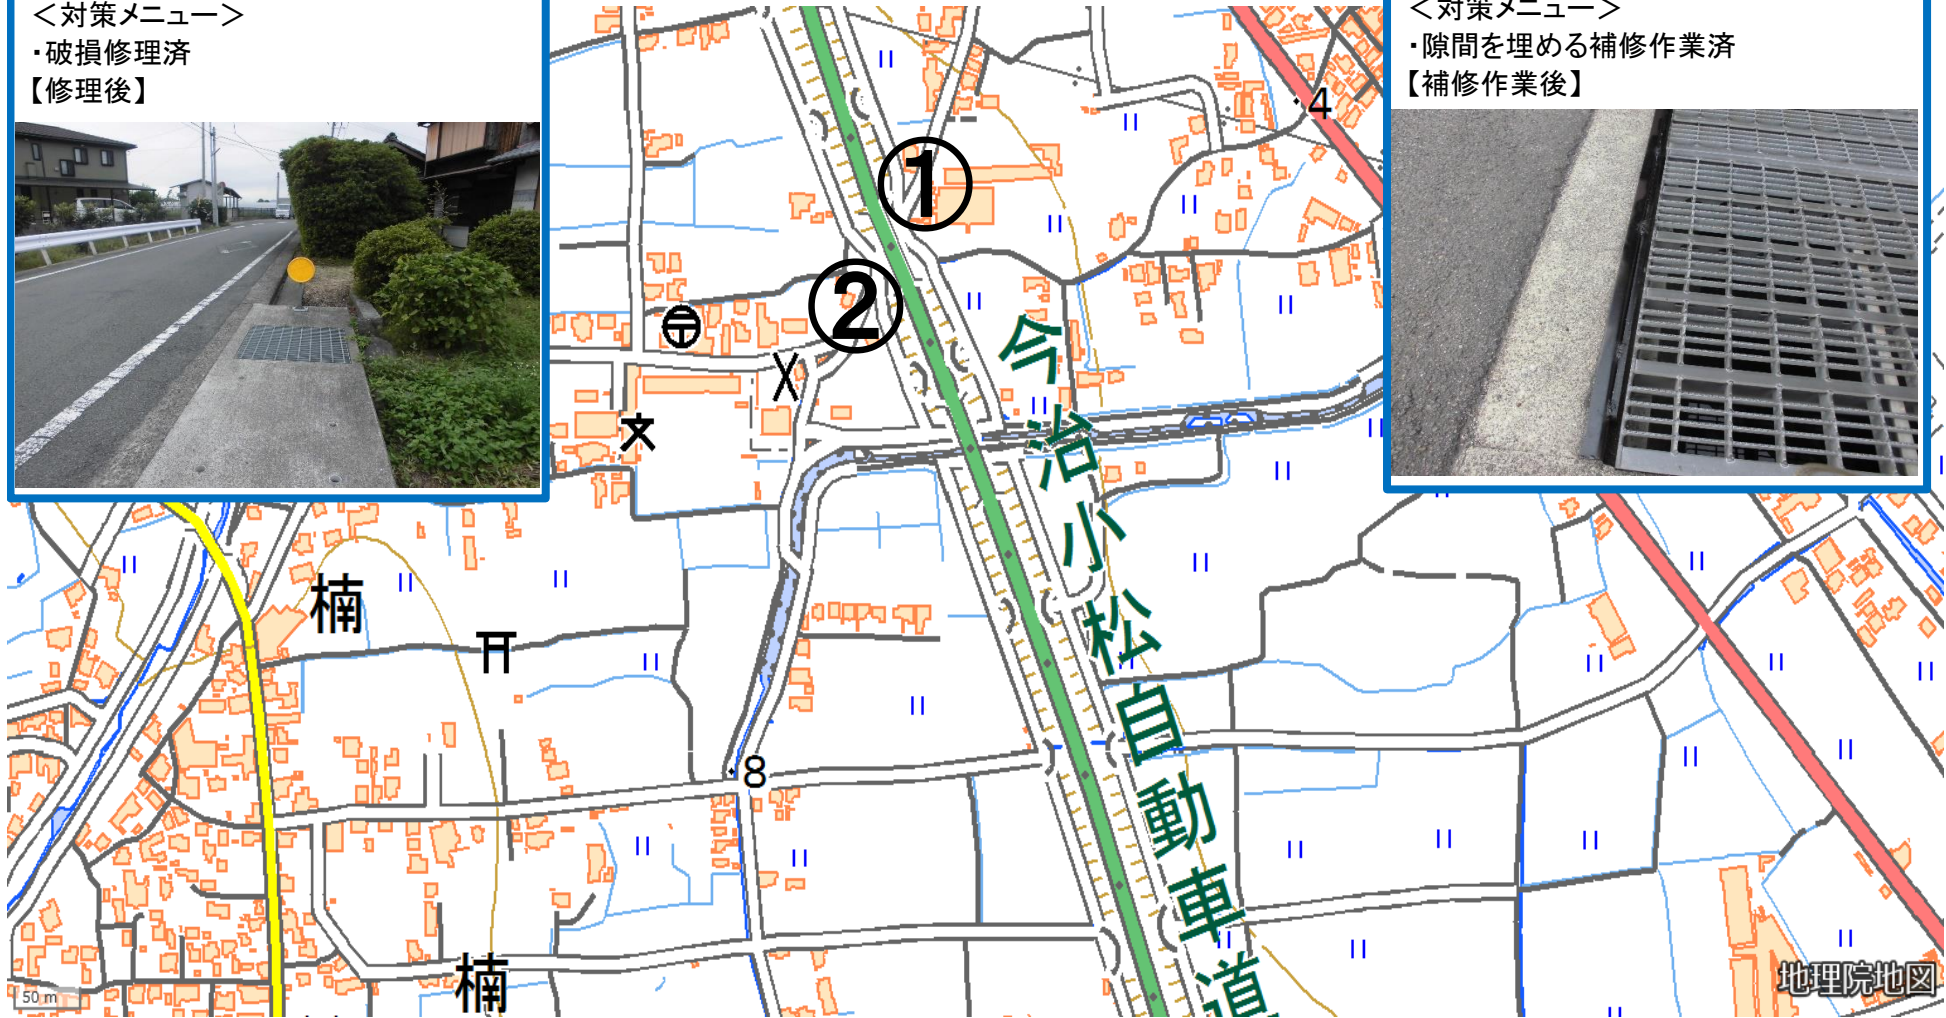 <対策メニュー>
・破損修理済
【修理後】
<対策メニュー>
・隙間を埋める補修作業済
【補修作業後】
4
①
②
今治小松自動車道
楠
8
楠
50 m
地理院地図